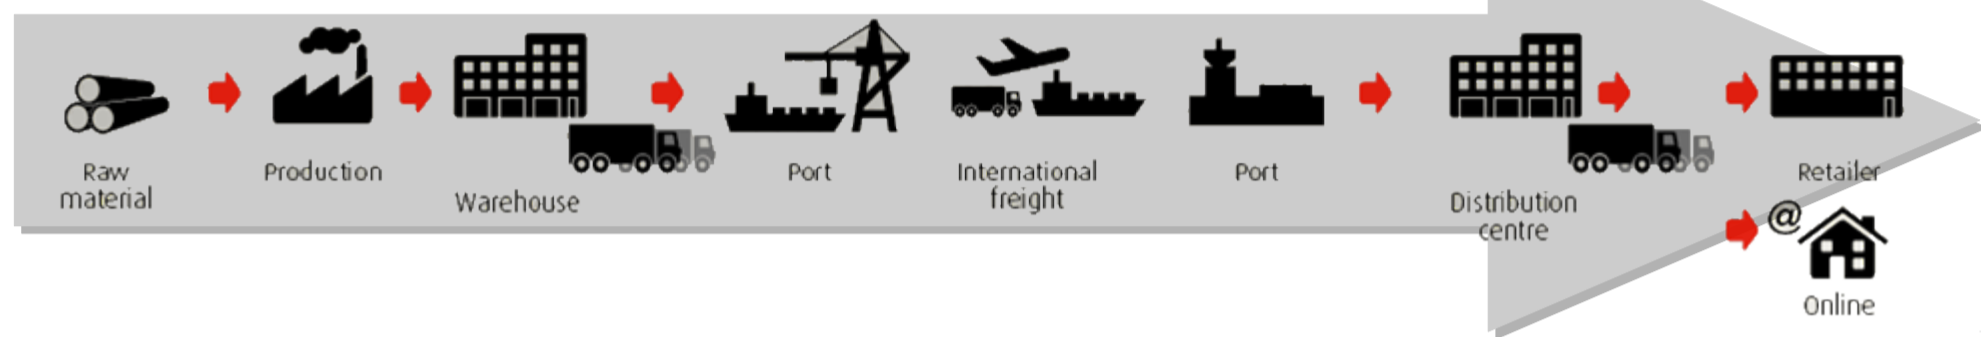 Raw
material
Production
Warehouse
Port
International
freight
Port
Distribution
centre
Retailer
@
Online